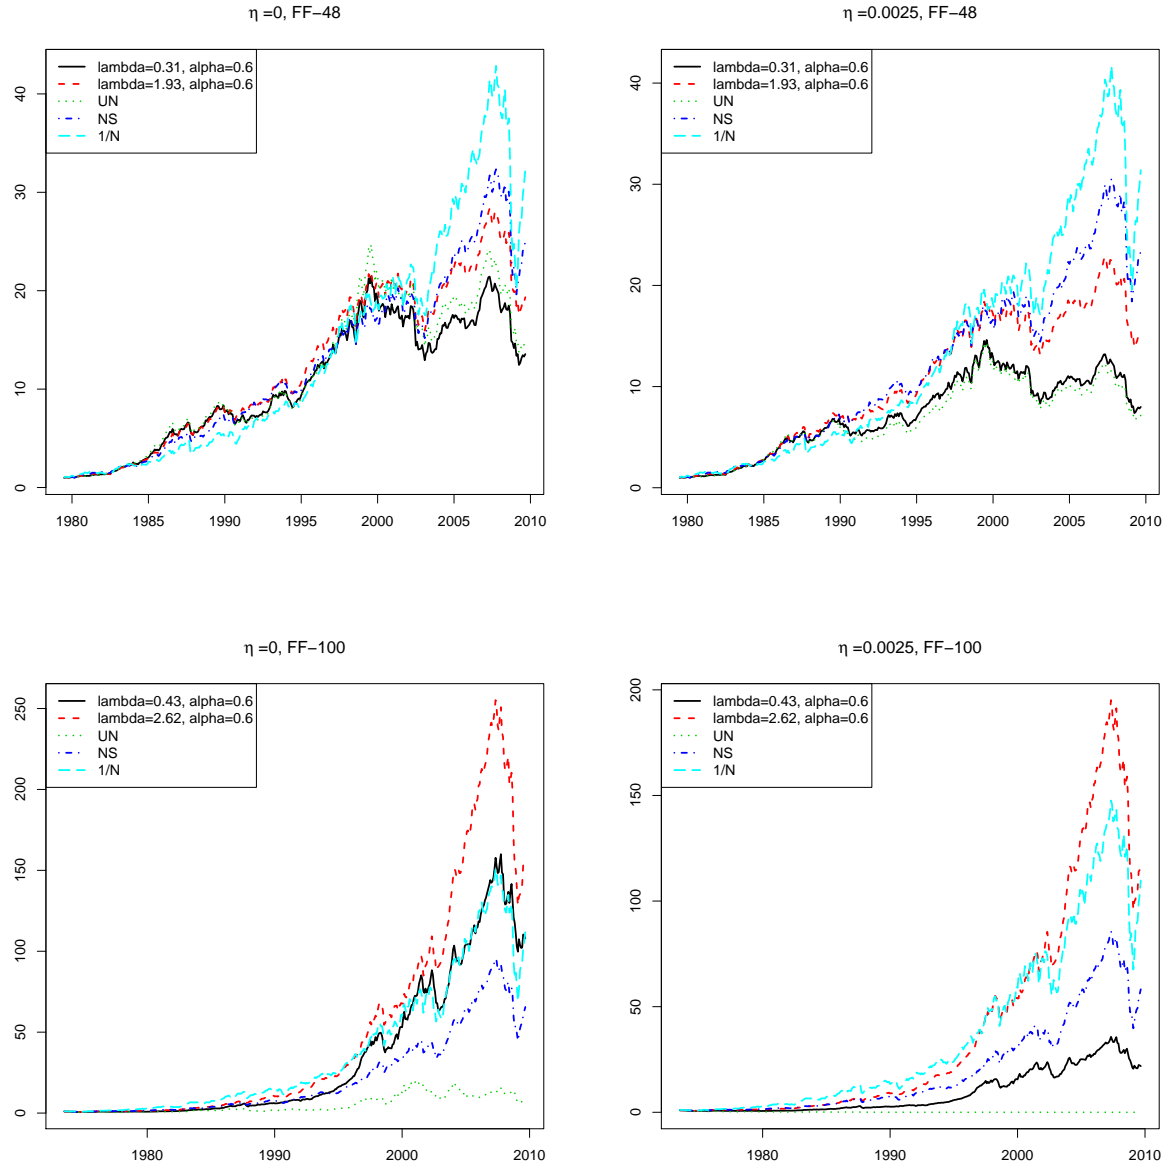 η =0, FF−48
lambda=0.31, alpha=0.6
lambda=1.93, alpha=0.6
UN
NS
1/N
0
10
20
30
40
1980
1985
1990
1995
2000
2005
2010
η =0.0025, FF−48
lambda=0.31, alpha=0.6
lambda=1.93, alpha=0.6
UN
NS
1/N
0
10
20
30
40
1980
1985
1990
1995
2000
2005
2010
η =0, FF−100
lambda=0.43, alpha=0.6
lambda=2.62, alpha=0.6
UN
NS
1/N
0
50
100
150
200
250
1980
1990
2000
2010
η =0.0025, FF−100
lambda=0.43, alpha=0.6
lambda=2.62, alpha=0.6
UN
NS
1/N
0
50
100
150
200
1980
1990
2000
2010